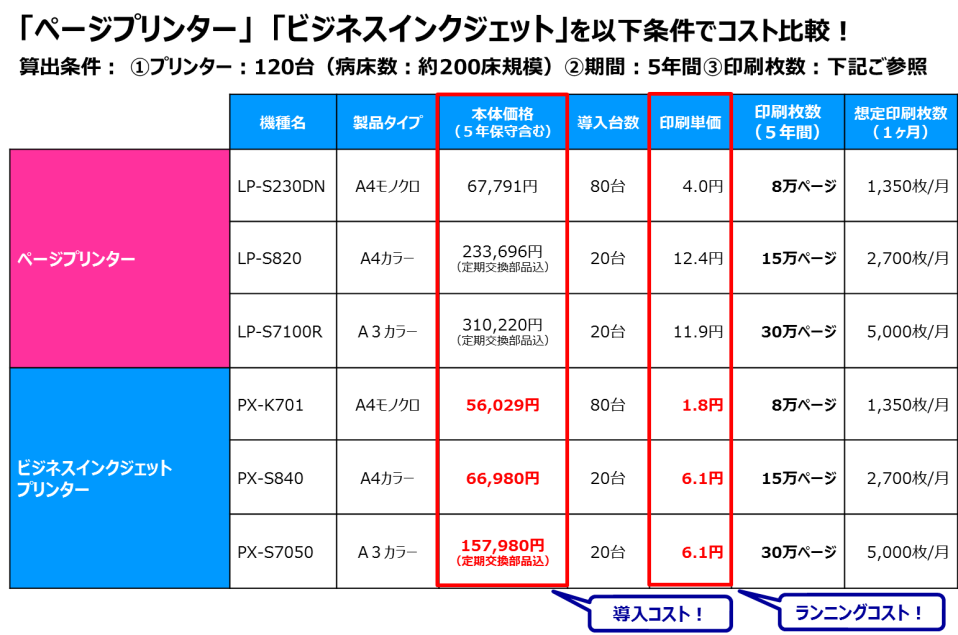 「ページプリンター」「ビジネスインクジェット」を以下条件でコスト比較！
算出条件： ①プリンター：120台（病床数：約200床規模）②期間：5年間③印刷枚数：下記ご参照
機種名 製品タイプ 本体価格 導入台数 印刷単価 印刷枚数 想定印刷枚数
（５年保守含む） （５年間） （１ヶ月）
ページプリンター
LP-S230DN A4モノクロ 67,791円 80台 4.0円 8万ページ 1,350枚/月
LP-S820 A4カラー 233,696円 20台 12.4円 15万ページ 2,700枚/月
（定期交換部品込）
LP-S7100R A３カラー 310,220円 20台 11.9円 30万ページ 5,000枚/月
（定期交換部品込）
ビジネスインクジェット
プリンター
PX-K701 A4モノクロ 56,029円 80台 1.8円 8万ページ 1,350枚/月
PX-S840 A4カラー 66,980円 20台 6.1円 15万ページ 2,700枚/月
PX-S7050 A３カラー 157,980円 20台 6.1円 30万ページ 5,000枚/月
（定期交換部品込）
導入コスト！
ランニングコスト！